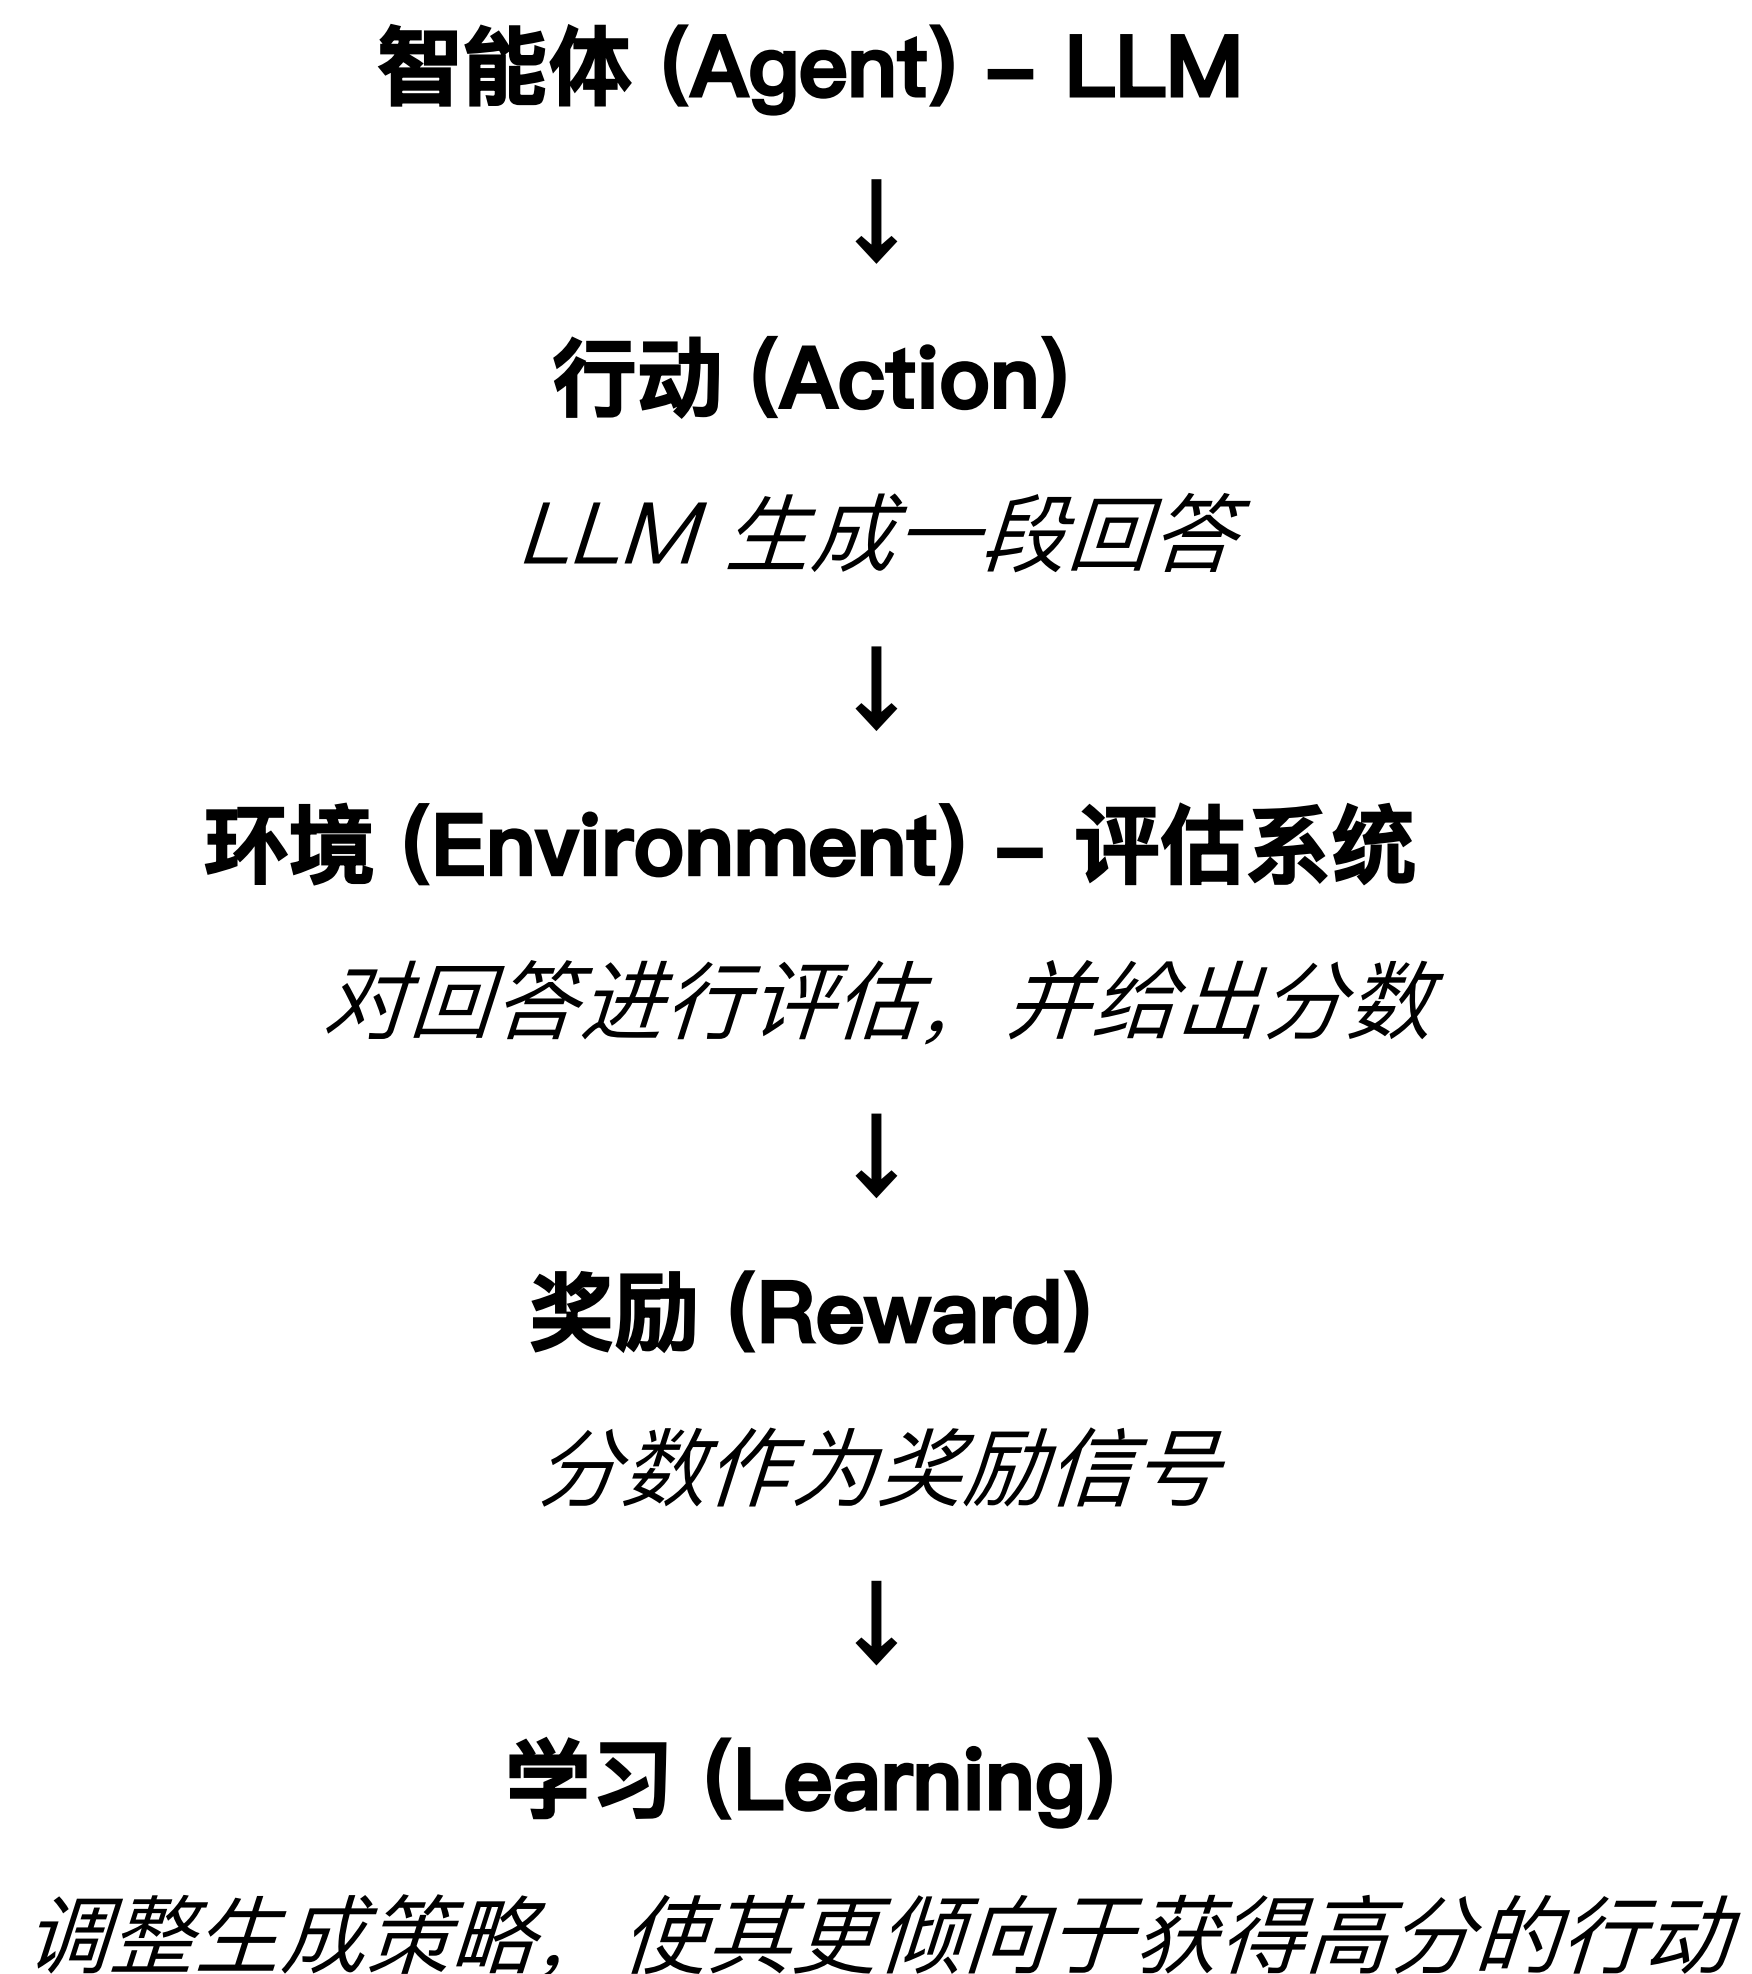 智能体 (Agent) – LLM
↓
行动 (Action)
LLM 生成一段回答
↓
环境 (Environment) – 评估系统
对回答进行评估，并给出分数
↓
奖励 (Reward)
分数作为奖励信号
↓
学习 (Learning)
调整生成策略，使其更倾向于获得高分的行动